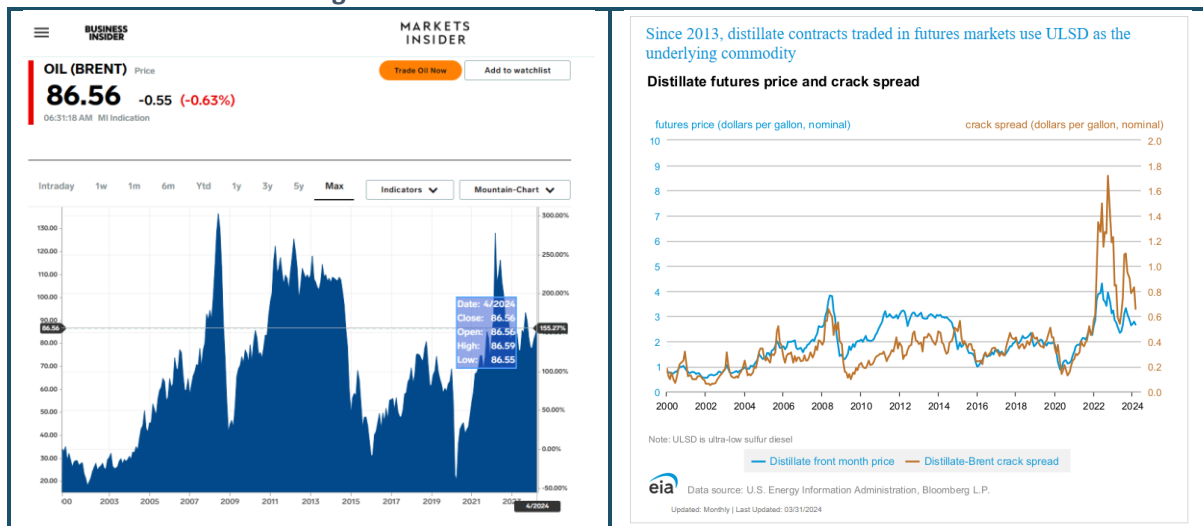 BUSINESS
INSIDER
MARKETS
INSIDER
OIL (BRENT) Price
86.56 -0.55 (-0.63%)
06:31:18 AM MI Indication
Trade Oil Now
Add to watchlist
Intraday 1w 1m 6m Ytd 1y 3y 5y Max
Indicators
Mountain-Chart
130.00
120.00
110.00
100.00
90.00
86.56
80.00
70.00
60.00
50.00
40.00
30.00
20.00
300.00%
250.00%
200.00%
155.27%
100.00%
50.00%
0.00%
-50.00%
Date: 4/2024
Close: 86.56
Open: 86.56
High: 86.59
Low: 86.55
2003 2005 2007 2009 2011 2013 2015 2017 2019 2021
4/2024
Since 2013, distillate contracts traded in futures markets use ULSD as the
underlying commodity
Distillate futures price and crack spread
futures price (dollars per gallon, nominal)
crack spread (dollars per gallon, nominal)
10
9
8
7
6
5
4
3
2
1
0
2.0
1.8
1.6
1.4
1.2
1.0
0.8
0.6
0.4
0.2
0.0
2000 2002 2004 2006 2008 2010 2012 2014 2016 2018 2020 2022 2024
Note: ULSD is ultra-low sulfur diesel
Distillate front month price
Distillate-Brent crack spread
eia
Data source: U.S. Energy Information Administration, Bloomberg L.P.
Updated: Monthly | Last Updated: 03/31/2024